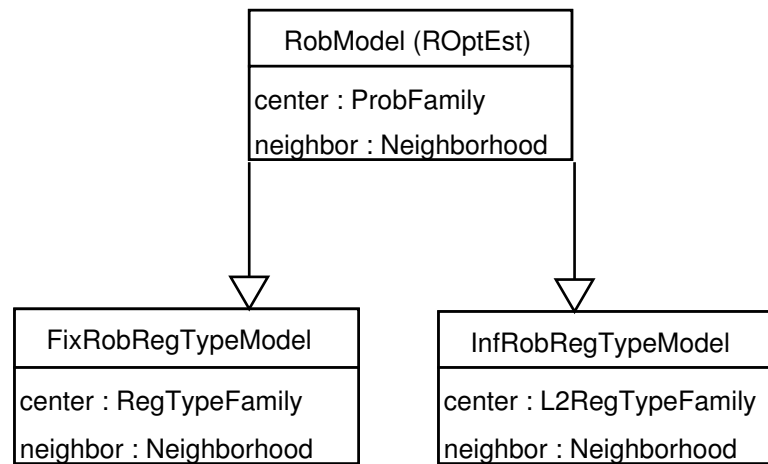 RobModel (ROptEst)
center : ProbFamily
neighbor : Neighborhood
FixRobRegTypeModel
center : RegTypeFamily
neighbor : Neighborhood
InfRobRegTypeModel
center : L2RegTypeFamily
neighbor : Neighborhood